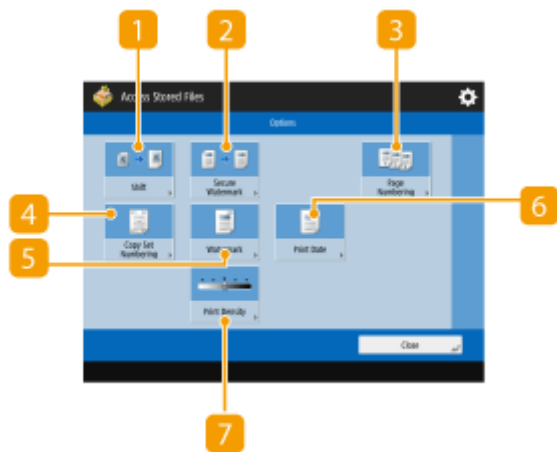 1
2
3
Access Stored Files
Options
Shift
Secure
Watermark
Page
Numbering
4
6
Copy Set
Numbering
Watermark
Print Date
5
Print Density
Close
7